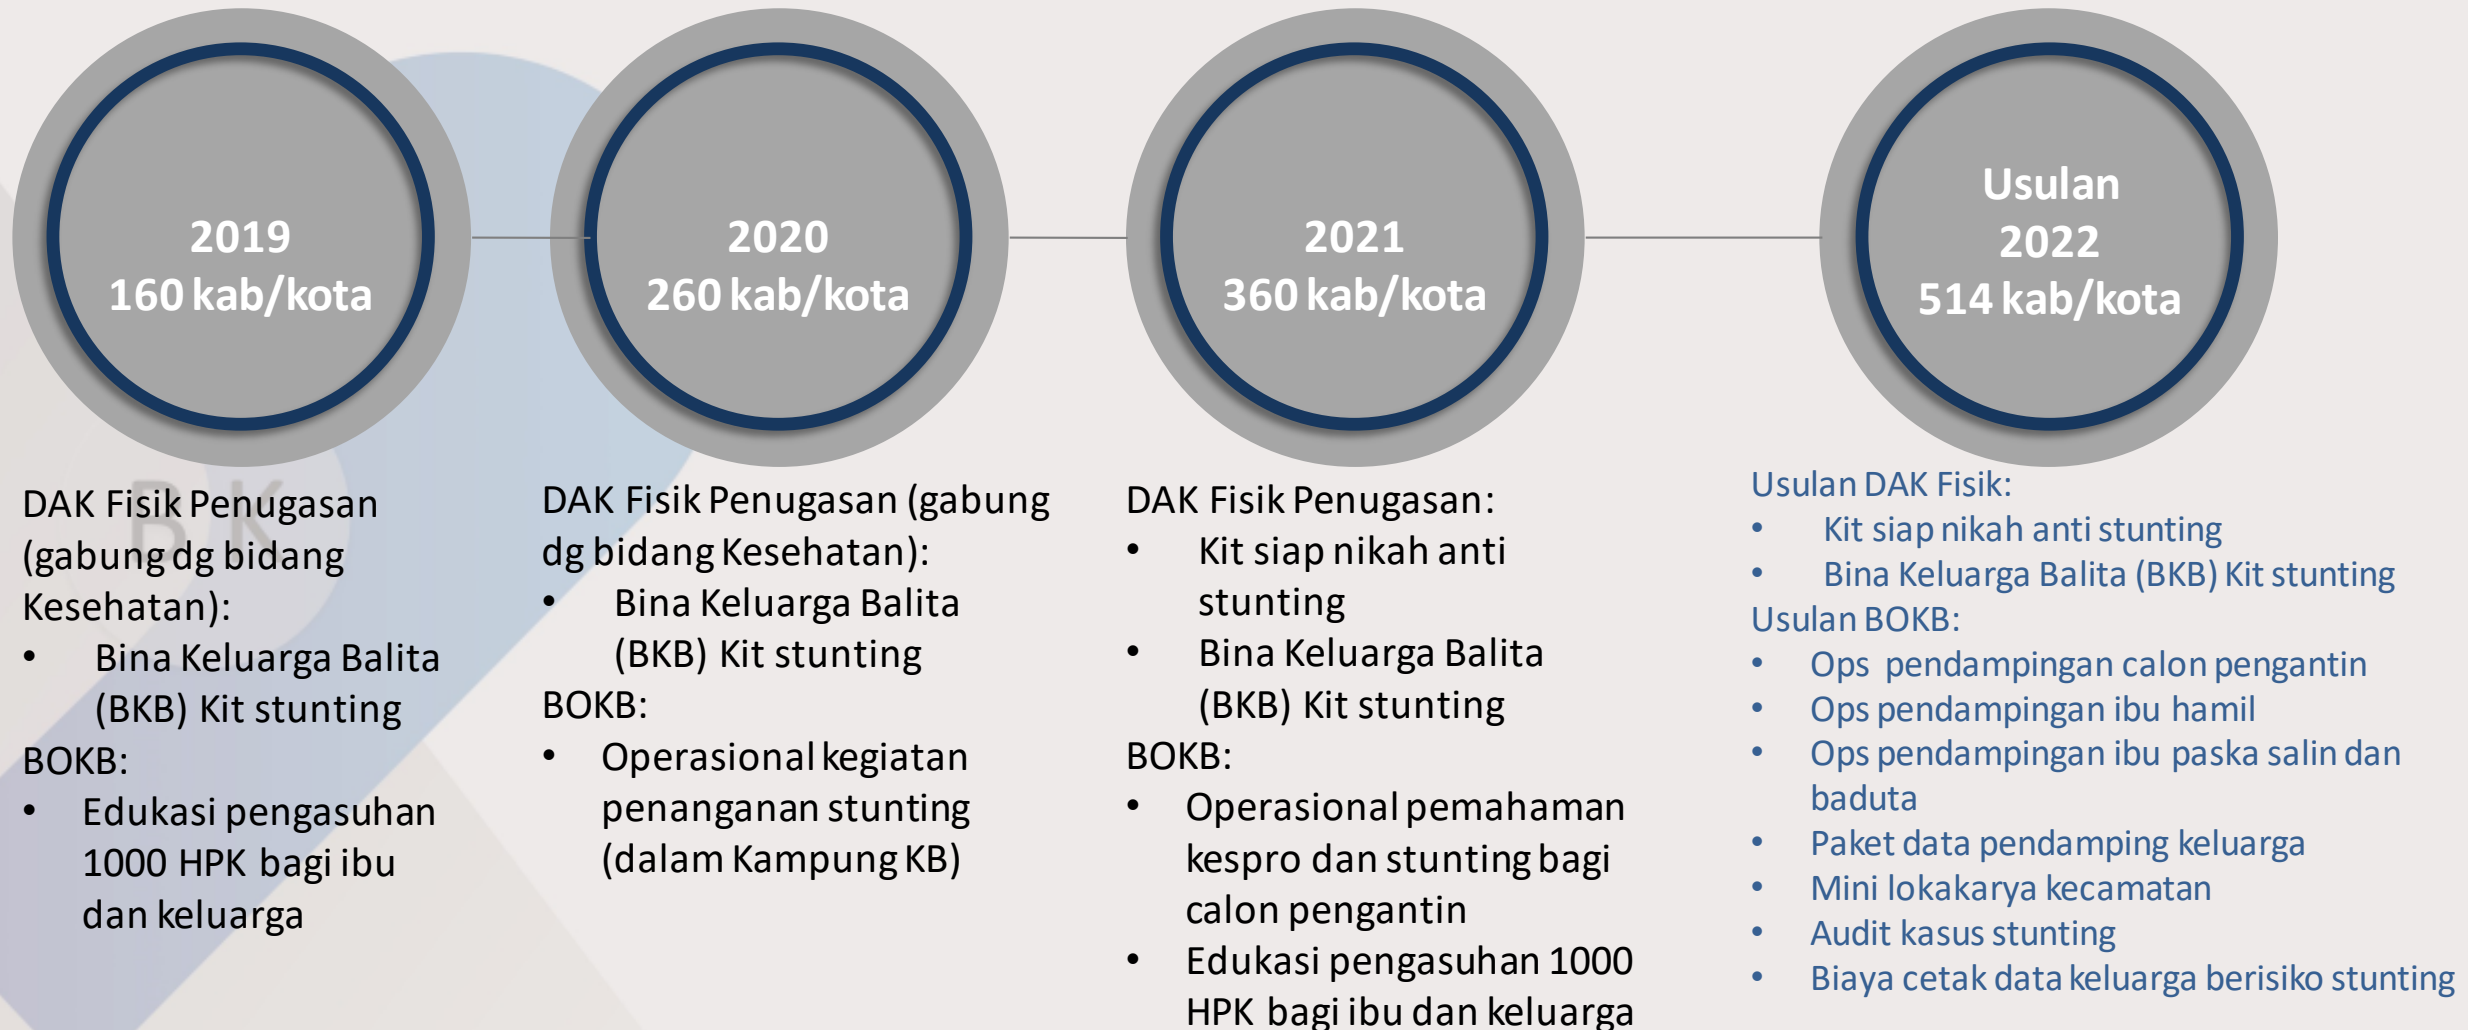 2019
160 kab/kota
2020
260 kab/kota
2021
360 kab/kota
Usulan
2022
514 kab/kota
DAK Fisik Penugasan
(gabung dg bidang
Kesehatan):
• Bina Keluarga Balita
(BKB) Kit stunting
BOKB:
• Edukasi pengasuhan
1000 HPK bagi ibu
dan keluarga
DAK Fisik Penugasan (gabung
dg bidang Kesehatan):
• Bina Keluarga Balita
(BKB) Kit stunting
BOKB:
• Operasional kegiatan
penanganan stunting
(dalam Kampung KB)
DAK Fisik Penugasan:
• Kit siap nikah anti
stunting
• Bina Keluarga Balita
(BKB) Kit stunting
BOKB:
• Operasional pemahaman
kespro dan stunting bagi
calon pengantin
• Edukasi pengasuhan 1000
HPK bagi ibu dan keluarga
Usulan DAK Fisik:
• Kit siap nikah anti stunting
• Bina Keluarga Balita (BKB) Kit stunting
Usulan BOKB:
• Ops pendampingan calon pengantin
• Ops pendampingan ibu hamil
• Ops pendampingan ibu paska salin dan
baduta
• Paket data pendamping keluarga
• Mini lokakarya kecamatan
• Audit kasus stunting
• Biaya cetak data keluarga berisiko stunting
B K